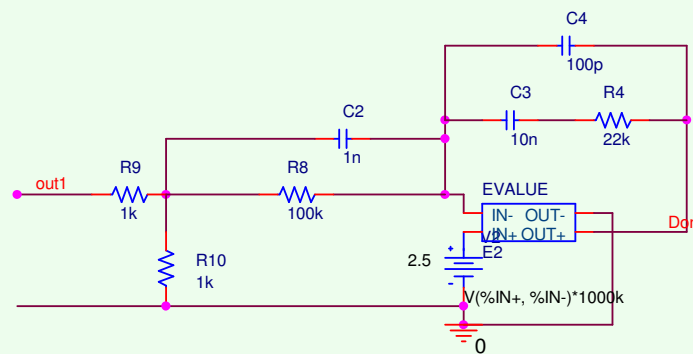 C4
100p
C3
R4
10n
22k
C2
1n
out1
R9
1k
R8
100k
EVALUE
IN- OUT-
IN+ OUT+
V2
E2
R10
1k
2.5
+
-
V(%IN+, %IN-)*1000k
0